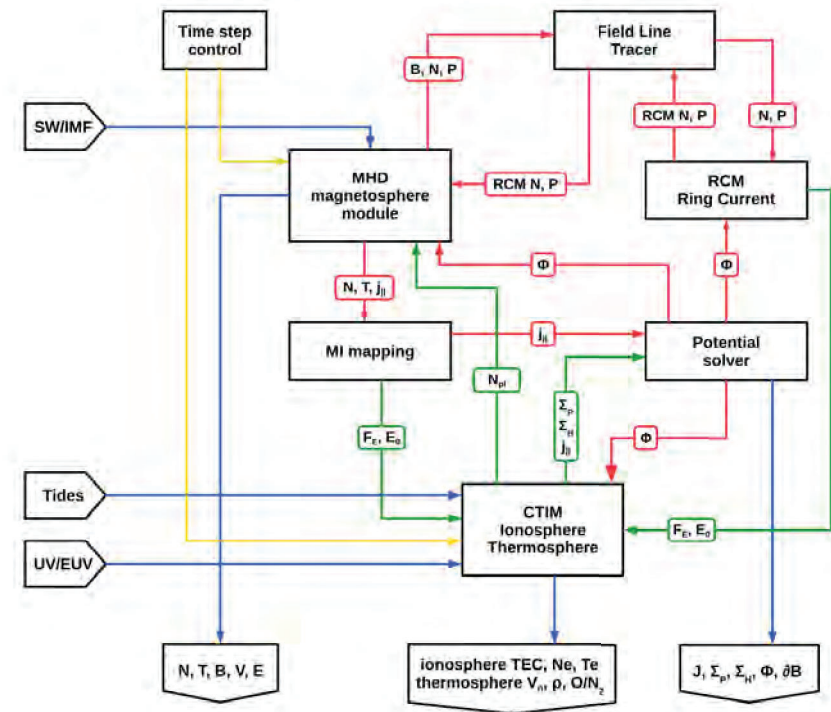 Time step
control
Field Line
Tracer
B, N, P
SW/IMF
RCM N, P
N, P
MHD
magnetosphere
module
RCM N, P
RCM
Ring Current
Φ
Φ
N, T, j||
MI mapping
j||
Potential
solver
Npl
ΣP
ΣH
j||
FE, E0
Φ
Tides
CTIM
Ionosphere
Thermosphere
FE, E0
UV/EUV
N, T, B, V, E
ionosphere TEC, Ne, Te
thermosphere Vn, ρ, O/N2
J, ΣP, ΣH, Φ, ∂B